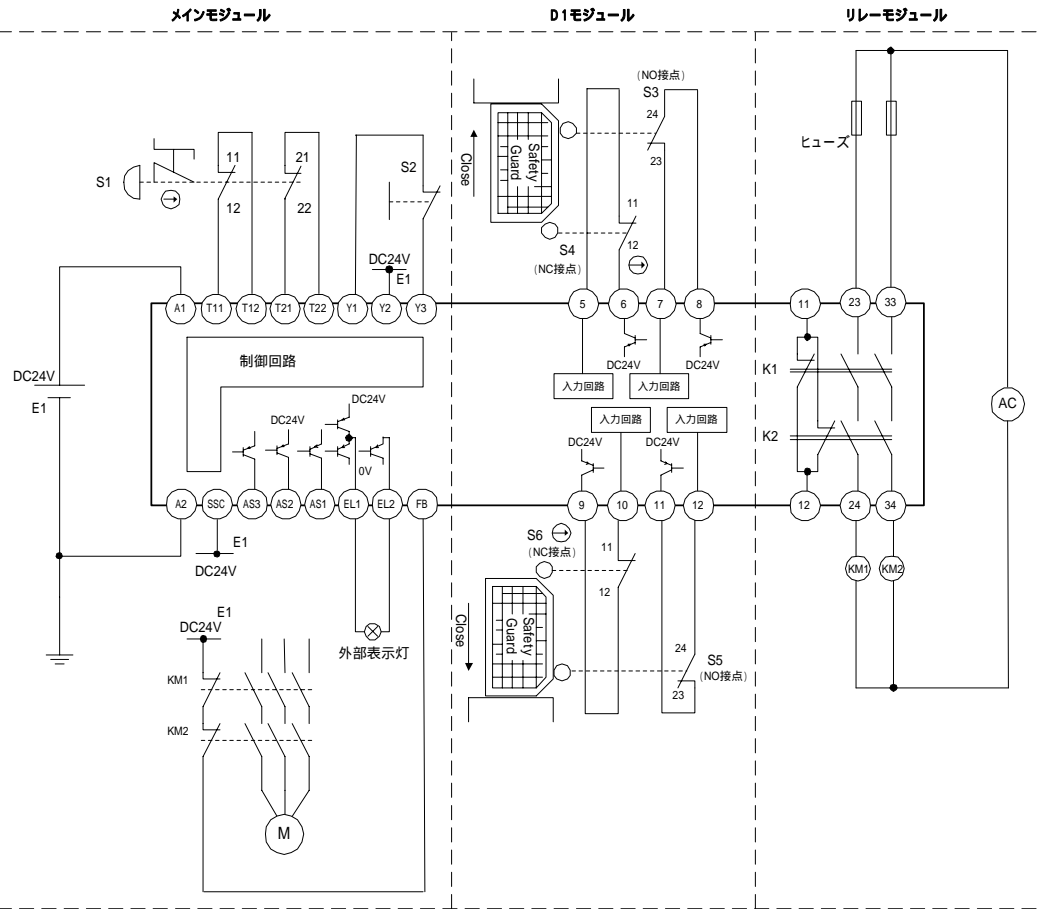 メインモジュール
D1モジュール
リレーモジュール
S1
11
12
21
22
S2
DC24V
E1
Close
Safety
Guard
(NO接点)
S3
24
23
11
12
S4
(NC接点)
ヒューズ
A1
T11
T12
T21
T22
Y1
Y2
Y3
5
6
7
8
11
23
33
制御回路
DC24V
E1
DC24V
DC24V
0V
DC24V
DC24V
入力回路
入力回路
入力回路
入力回路
DC24V
DC24V
K1
K2
AC
A2
SSC
AS3
AS2
AS1
EL1
EL2
FB
9
10
11
12
12
24
34
E1
DC24V
外部表示灯
S6
(NC接点)
11
12
Close
Safety
Guard
24
23
S5
(NO接点)
KM1
KM2
E1
DC24V
KM1
KM2
M